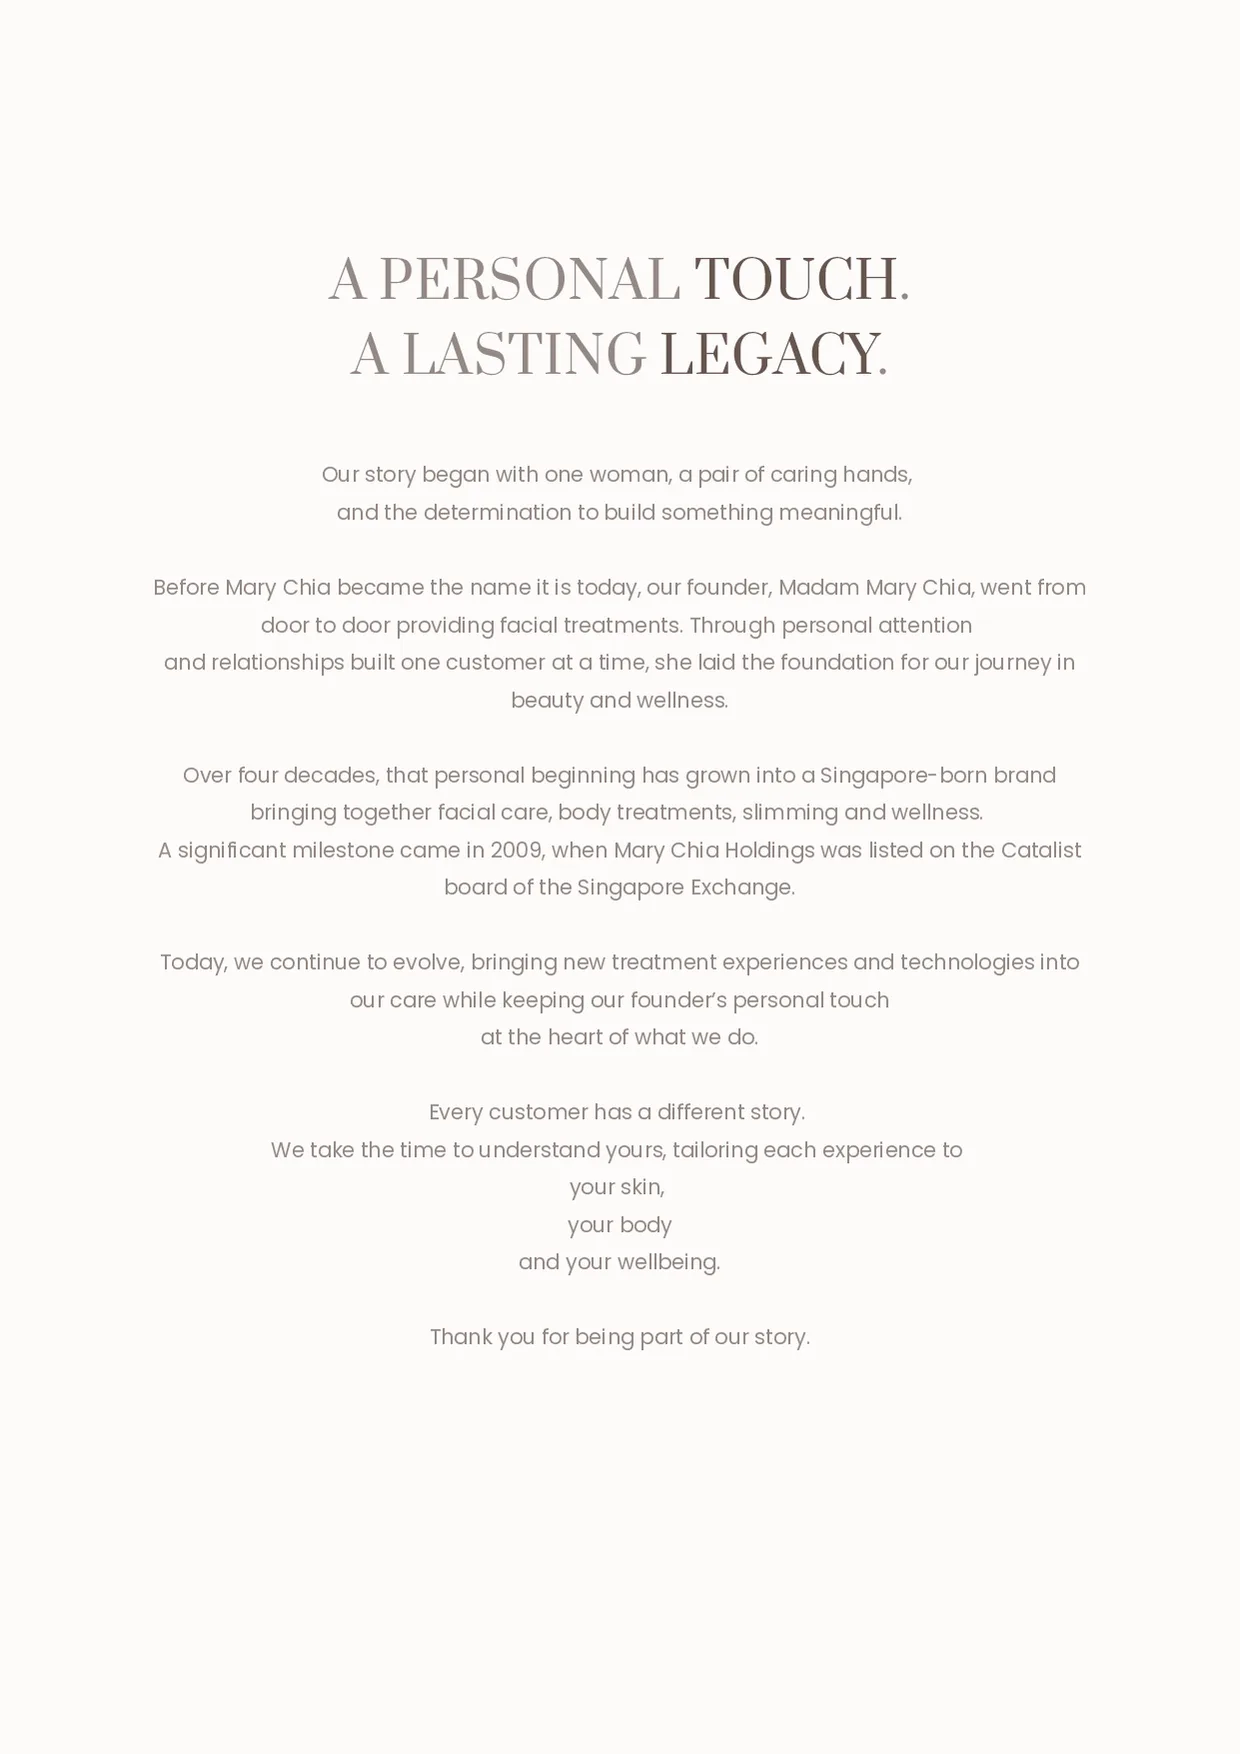 A PERSONAL TOUCH.
A LASTING LEGACY.
Our story began with one woman, a pair of caring hands,
and the determination to build something meaningful.
Before Mary Chia became the name it is today, our founder, Madam Mary Chia, went from
door to door providing facial treatments. Through personal attention
and relationships built one customer at a time, she laid the foundation for our journey in
beauty and wellness.
Over four decades, that personal beginning has grown into a Singapore-born brand
bringing together facial care, body treatments, slimming and wellness.
A significant milestone came in 2009, when Mary Chia Holdings was listed on the Catalist
board of the Singapore Exchange.
Today, we continue to evolve, bringing new treatment experiences and technologies into
our care while keeping our founder’s personal touch
at the heart of what we do.
Every customer has a different story.
We take the time to understand yours, tailoring each experience to
your skin,
your body
and your wellbeing.
Thank you for being part of our story.